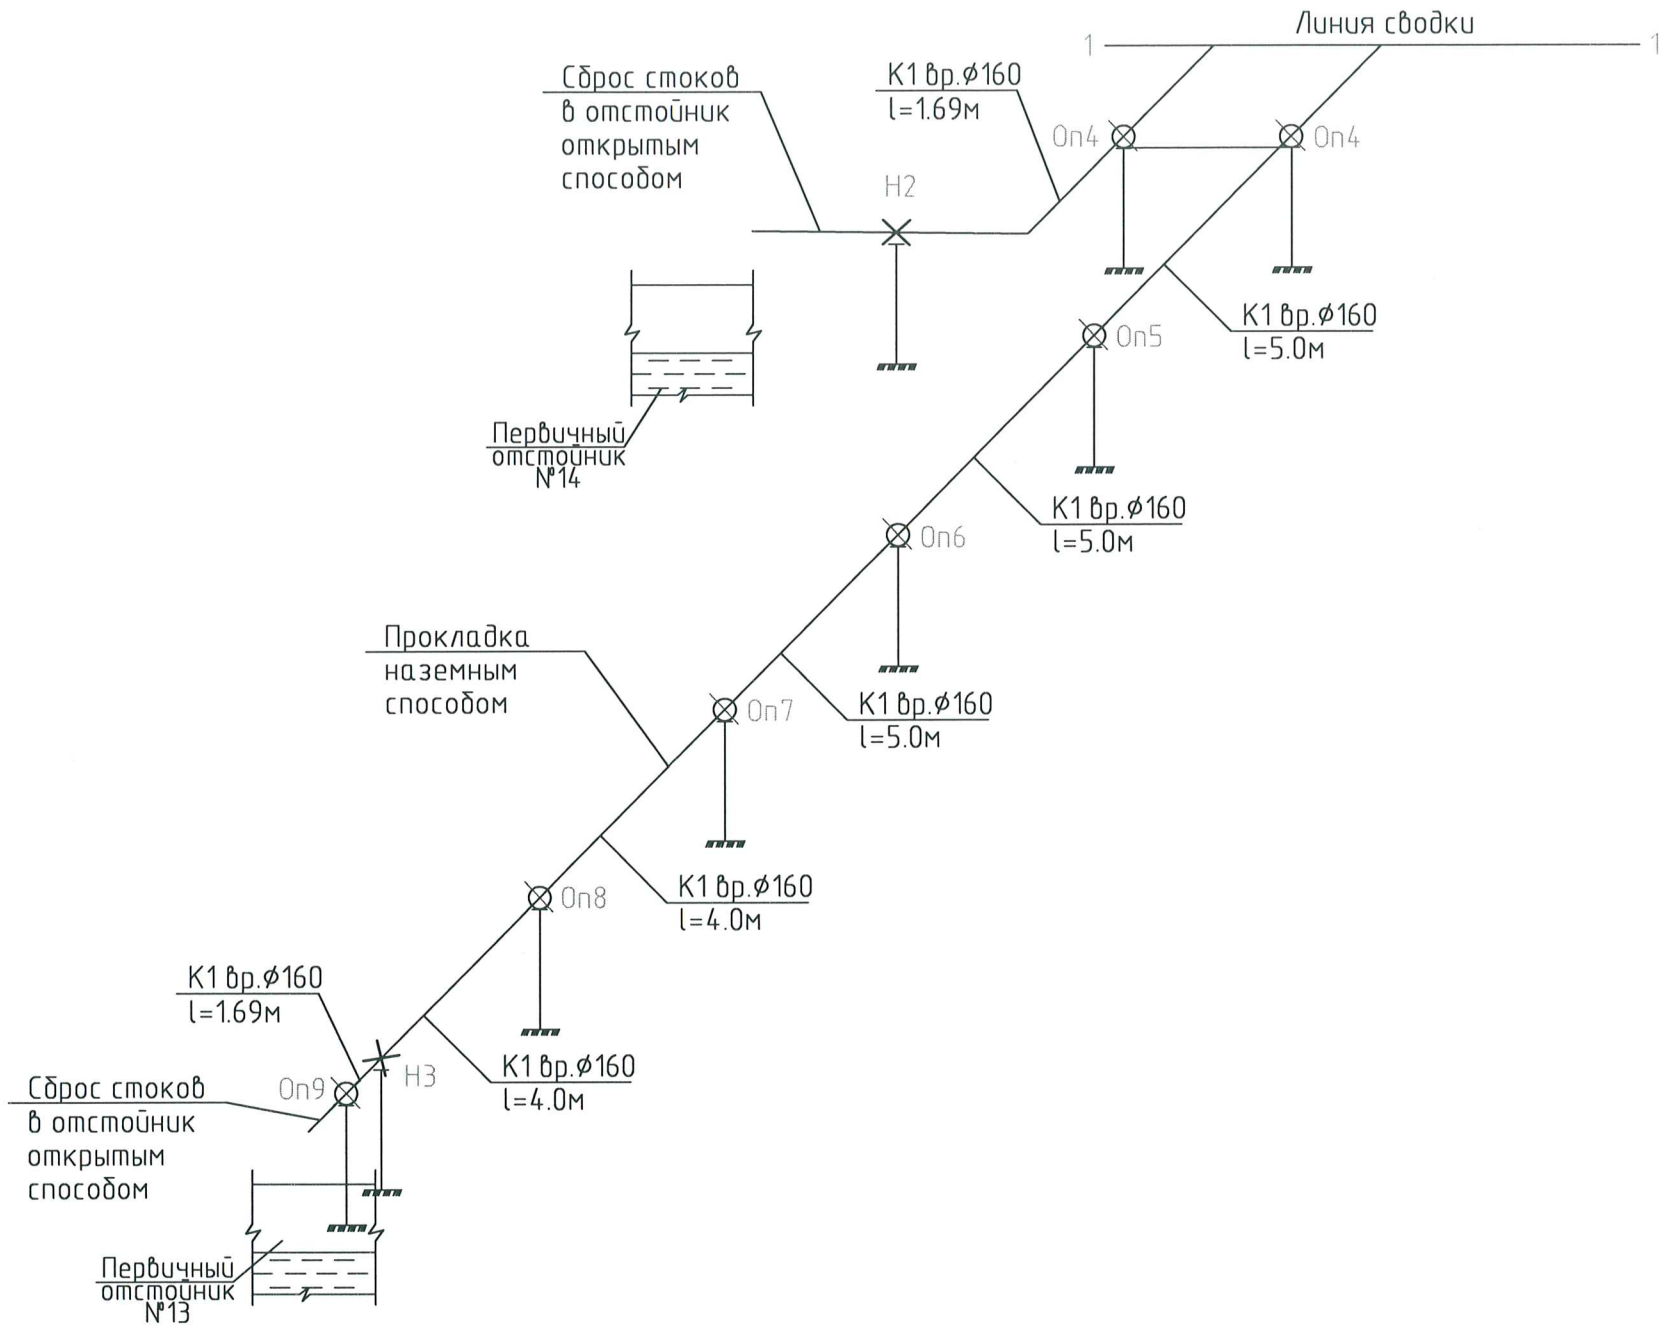 Линия сводки
1
1
Сброс стоков
в отстойник
открытым
способом
К1 вр.Ø160
l=1.69м
Оп4
Оп4
Н2
К1 вр.Ø160
l=5.0м
Оп5
Первичный
отстойник
№14
К1 вр.Ø160
l=5.0м
Оп6
Прокладка
наземным
способом
К1 вр.Ø160
l=5.0м
Оп7
К1 вр.Ø160
l=4.0м
Оп8
К1 вр.Ø160
l=1.69м
К1 вр.Ø160
l=4.0м
Н3
Оп9
Сброс стоков
в отстойник
открытым
способом
Первичный
отстойник
№13